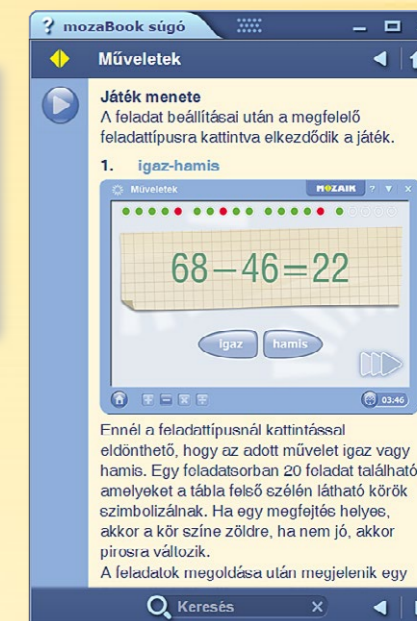 ? mozaBook súgó
Műveletek
Játék menete
A feladat beállításai után a megfelelő
feladattípusra kattintva elkezdődik a játék.
1. igaz-hamis
Műveletek MOZAIK ? ▼ ×
68−46=22
igaz hamis
03:46
Ennél a feladattípusnál kattintással
eldönthető, hogy az adott művelet igaz vagy
hamis. Egy feladatsorban 20 feladat található
amelyeket a tábla felső szélén látható körök
szimbolizálnak. Ha egy megfejtés helyes,
akkor a kör színe zöldre, ha nem jó, akkor
pirosra változik.
A feladatok megoldása után megjelenik egy
Keresés ×